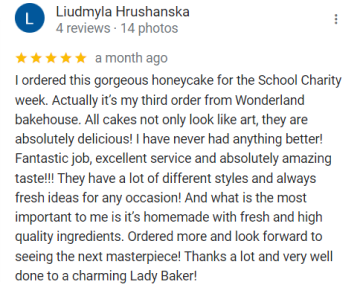 L
Liudmyla Hrushanska
4 reviews · 14 photos
a month ago
I ordered this gorgeous honeycake for the School Charity
week. Actually it's my third order from Wonderland
bakehouse. All cakes not only look like art, they are
absolutely delicious! I have never had anything better!
Fantastic job, excellent service and absolutely amazing
taste!!! They have a lot of different styles and always
fresh ideas for any occasion! And what is the most
important to me is it's homemade with fresh and high
quality ingredients. Ordered more and look forward to
seeing the next masterpiece! Thanks a lot and very well
done to a charming Lady Baker!